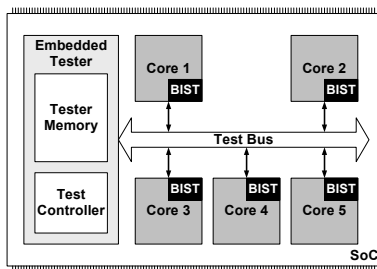 Embedded
Tester
Tester
Memory
Test
Controller
Core 1
BIST
Core 2
BIST
Test Bus
BIST
Core 3
BIST
Core 4
BIST
Core 5
SoC